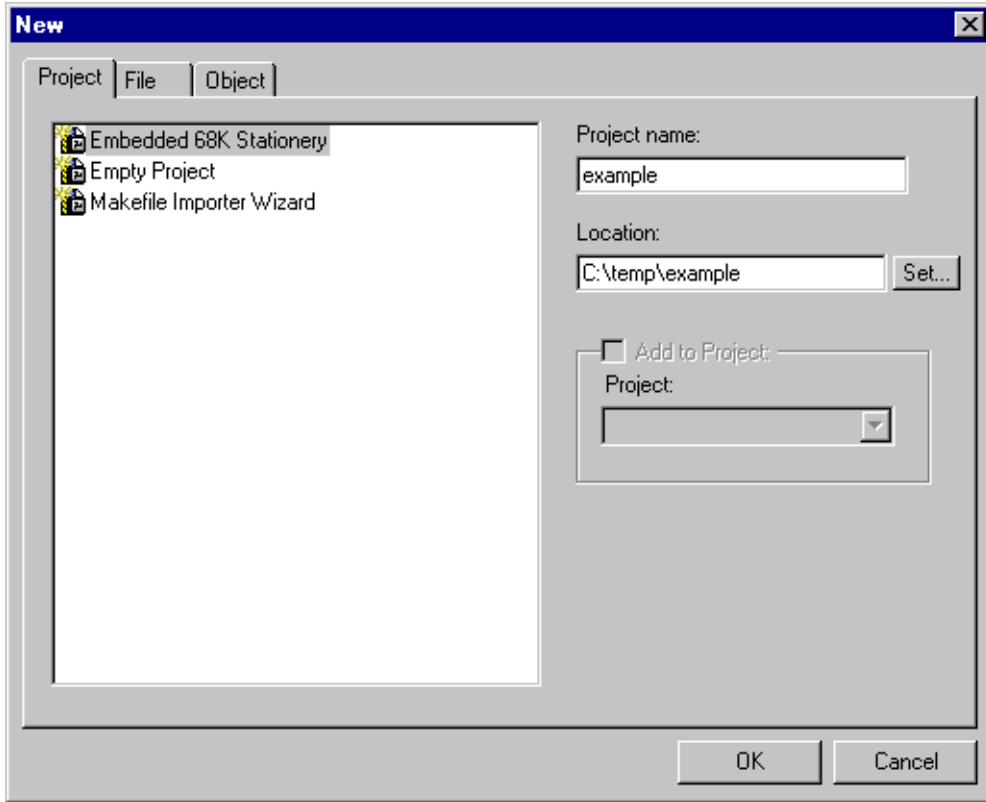 New
Project File Object
Embedded 68K Stationery
Empty Project
Makefile Importer Wizard
Project name:
example
Location:
C:\temp\example Set...
Add to Project:
Project:
OK Cancel